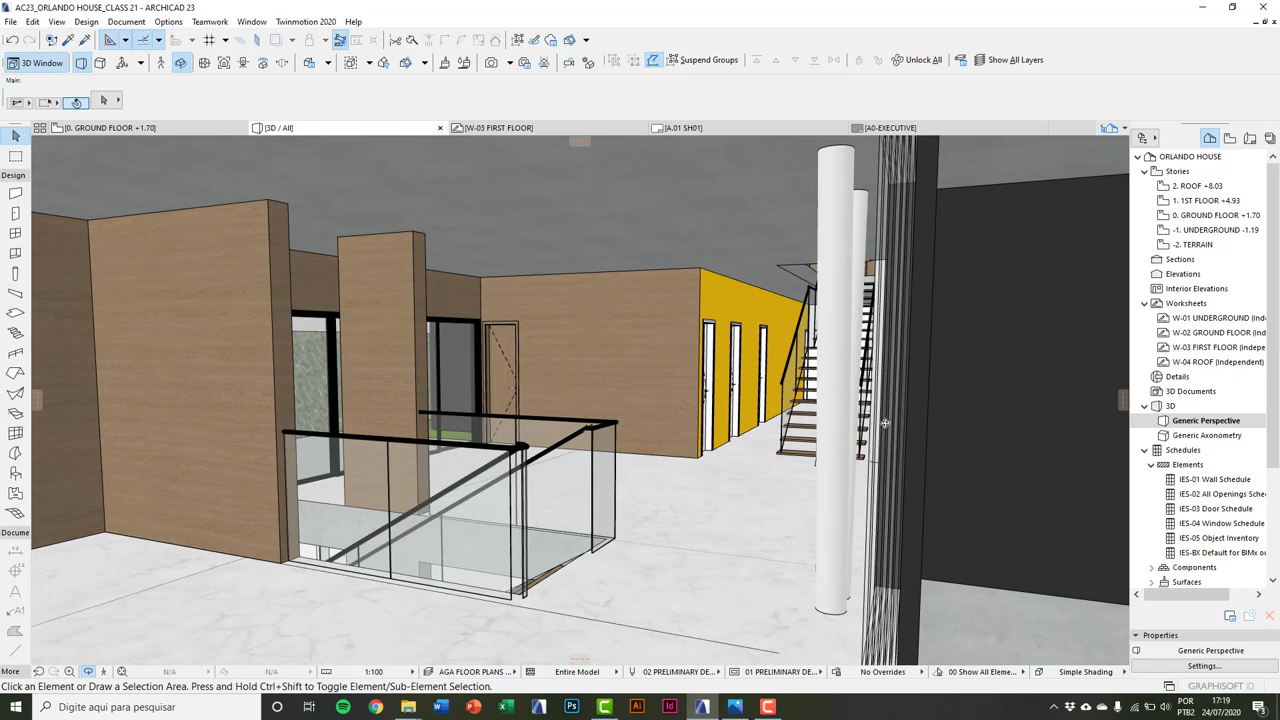 AC23_ORLANDO HOUSE_CLASS 21 - ARCHICAD 23
File Edit View Design Document Options Teamwork Window Twinmotion 2020 Help
3D Window
Suspend Groups
Unlock All
Show All Layers
Main:
[0. GROUND FLOOR +1.70]
[3D / All]
[W-03 FIRST FLOOR]
[A.01 SH01]
[A0-EXECUTIVE]
Design
Docume
More
ORLANDO HOUSE
Stories
2. ROOF +8.03
1. 1ST FLOOR +4.93
0. GROUND FLOOR +1.70
-1. UNDERGROUND -1.19
-2. TERRAIN
Sections
Elevations
Interior Elevations
Worksheets
W-01 UNDERGROUND (Ind
W-02 GROUND FLOOR (In
W-03 FIRST FLOOR (Indepe
W-04 ROOF (Independent)
Details
3D Documents
3D
Generic Perspective
Generic Axonometry
Schedules
Elements
IES-01 Wall Schedule
IES-02 All Openings Sche
IES-03 Door Schedule
IES-04 Window Schedule
IES-05 Object Inventory
IES-BX Default for BIMx ou
Components
Surfaces
Properties
Generic Perspective
Settings...
N/A
N/A
1:100
AGA FLOOR PLANS ...
Entire Model
02 PRELIMINARY DE...
01 PRELIMINARY DE...
No Overrides
00 Show All Eleme...
Simple Shading
Click an Element or Draw a Selection Area. Press and Hold Ctrl+Shift to Toggle Element/Sub-Element Selection.
GRAPHISOFT
Digite aqui para pesquisar
Ps
Ai
Id
POR
PTB2
17:19
24/07/2020